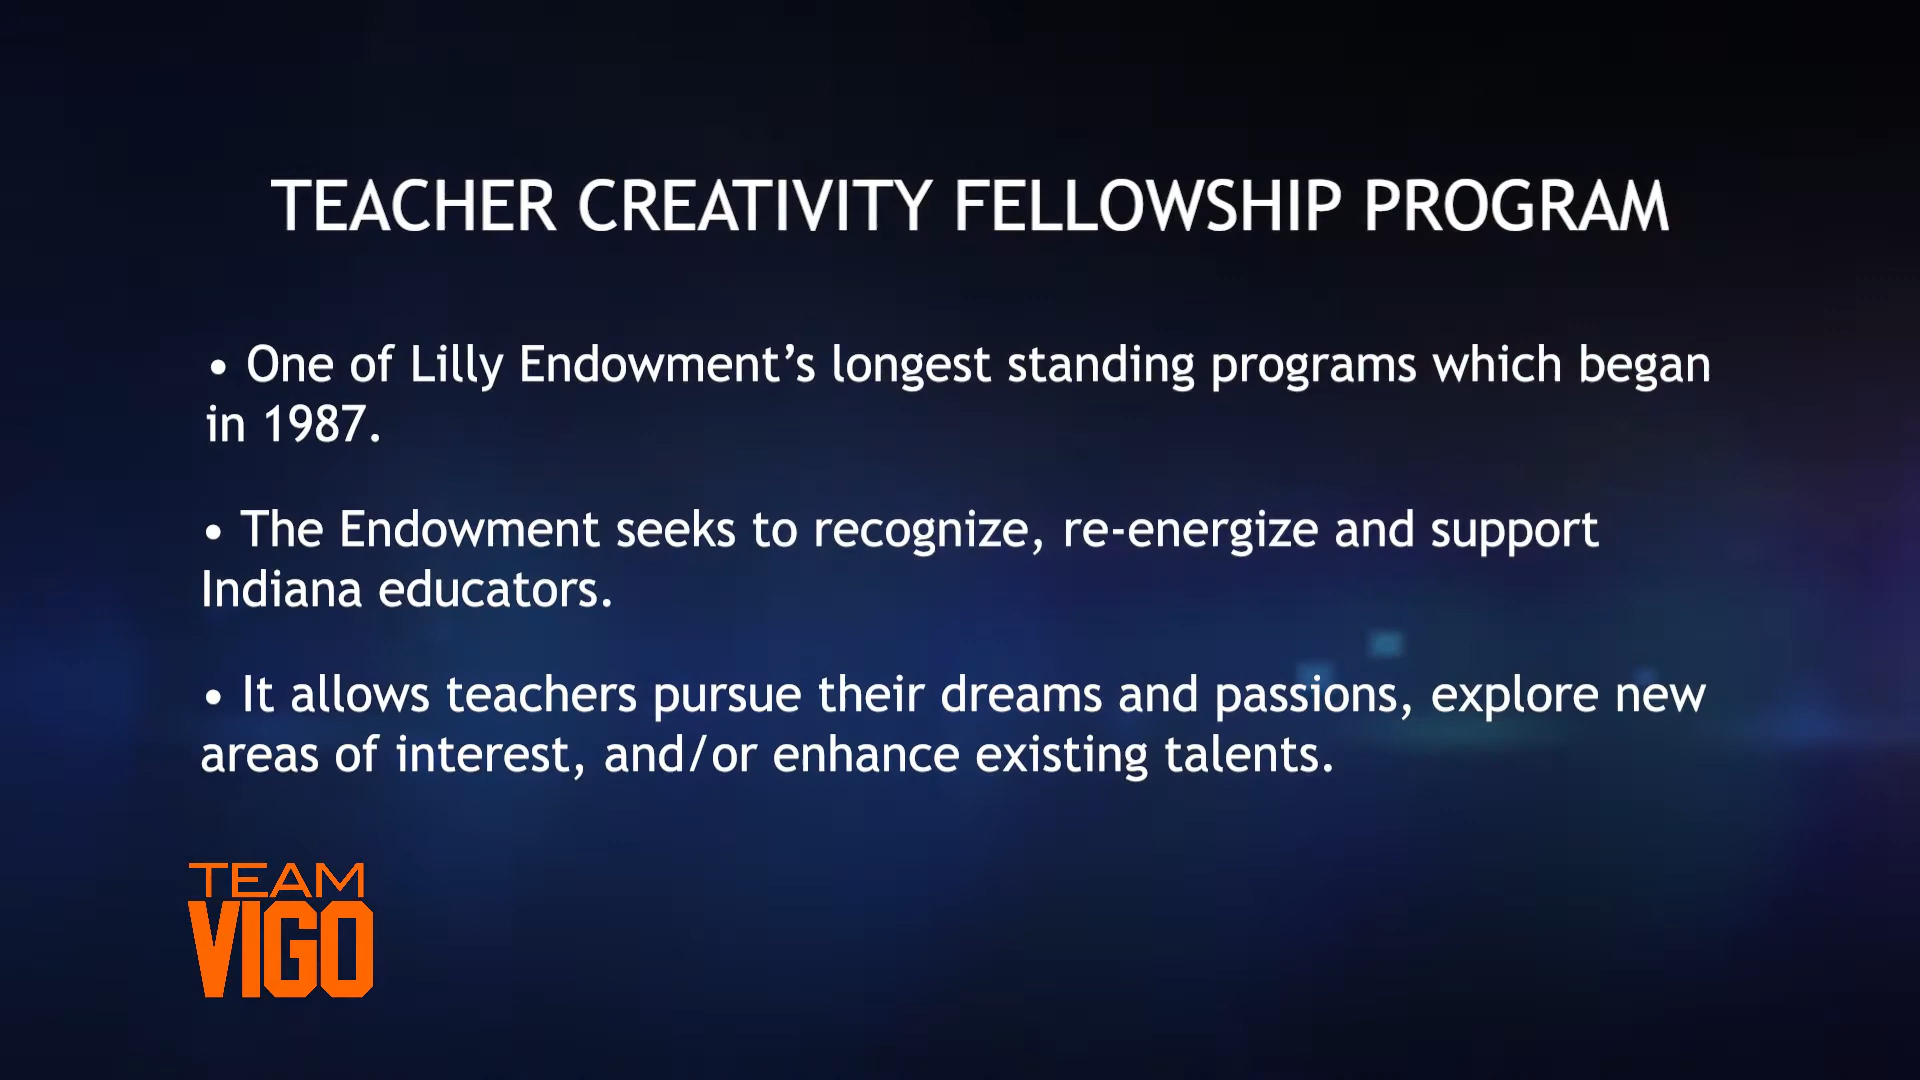 TEACHER CREATIVITY FELLOWSHIP PROGRAM
• One of Lilly Endowment’s longest standing programs which began
in 1987.
• The Endowment seeks to recognize, re-energize and support
Indiana educators.
• It allows teachers pursue their dreams and passions, explore new
areas of interest, and/or enhance existing talents.
TEAM
VIGO